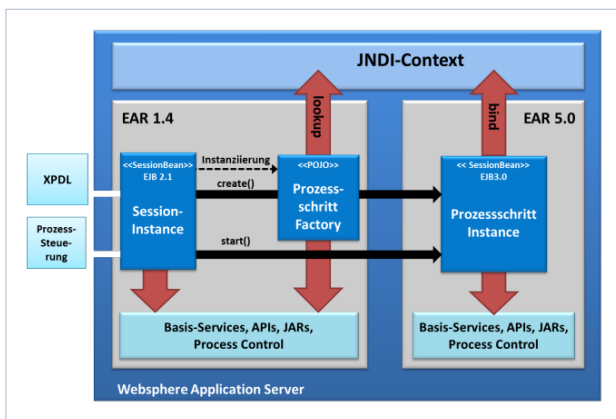 JNDI-Context
EAR 1.4
lookup
bind
EAR 5.0
XPDL
Prozess-
Steue-
rung
<<SessionBean>>
EJB 2.1
Session-
Instance
Instanziierung
create()
start()
<<POJO>>
Prozess-
schritt
Factory
<< SessionBean>>
EJB3.0
Prozessschritt
Instance
Basis-Services, APIs, JARs,
Process Control
Basis-Services, APIs, JARs,
Process Control
Websphere Application Server